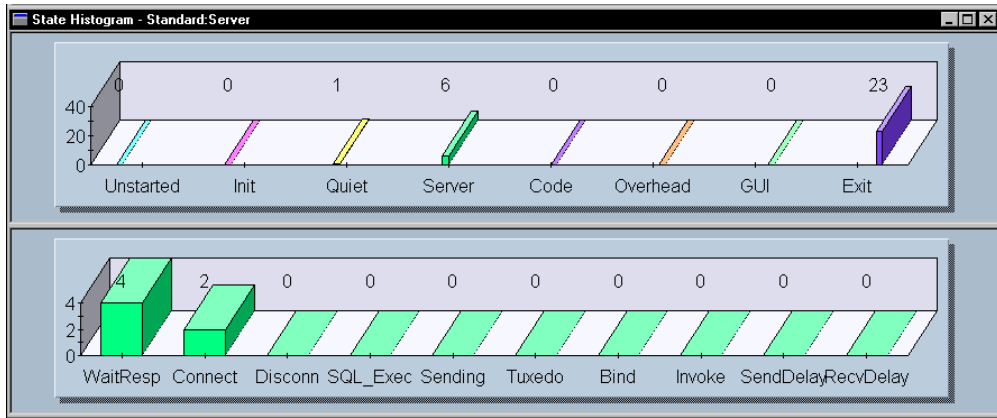 State Histogram - Standard:Server
0 0 1 6 0 0 0 23
40
20
0
Unstarted Init Quiet Server Code Overhead GUI Exit
4 2 0 0 0 0 0 0 0 0
4
2
0
WaitResp Connect Disconn SQL_Exec Sending Tuxedo Bind Invoke SendDelay RecvDelay